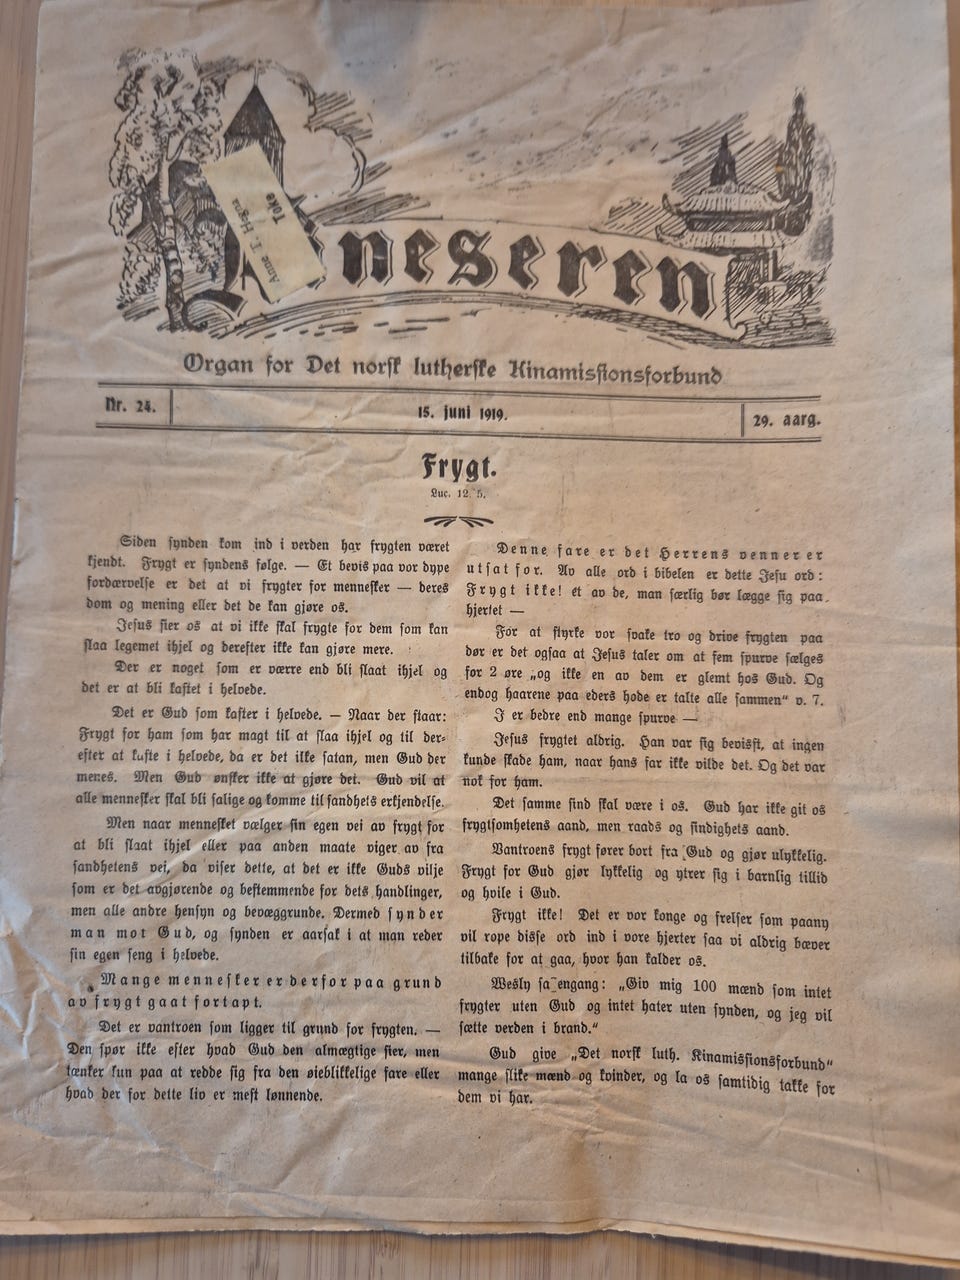 Kineseren
Anne T. Hagna
Toke
Organ for Det norsk lutherske Kinamissionsforbund
Nr. 24.
15. juni 1919.
29. aarg.
Frygt.
Luc. 12 5.
Siden synden kom ind i verden har frygten været
kjendt. Frygt er syndens følge. — Et bevis paa vor dype
fordærvelse er det at vi frygter for mennesker — deres
dom og mening eller det de kan gjøre os.
Jesus sier os at vi ikke skal frygte for dem som kan
slaa legemet ihjel og derefter ikke kan gjøre mere.
Der er noget som er værre end bli slaat ihjel og
det er at bli kastet i helvede.
Det er Gud som kaster i helvede. — Naar der staar:
Frygt for ham som har magt til at slaa ihjel og til der-
efter at kaste i helvede, da er det ikke satan, men Gud der
menes. Men Gud ønsker ikke at gjøre det. Gud vil at
alle mennesker skal bli salige og komme til sandhets erkjendelse.
Men naar mennesket vælger sin egen vei av frygt for
at bli slaat ihjel eller paa anden maate viger av fra
sandhetens vei, da viser dette, at det er ikke Guds vilje
som er det avgjørende og bestemmende for dets handlinger,
men alle andre hensyn og bevæggrunde. Dermed synder
man mot Gud, og synden er aarsak i at man reder
sin egen seng i helvede.
Mange mennesker er derfor paa grund
av frygt gaat fortapt.
Det er vantroen som ligger til grund for frygten. —
Den spør ikke efter hvad Gud den almægtige sier, men
tænker kun paa at redde sig fra den øieblikkelige fare eller
hvad der for dette liv er mest lønnende.
Denne fare er det Herrens venner er
utsat for. Av alle ord i bibelen er dette Jesu ord:
Frygt ikke! et av de, man særlig bør lægge sig paa
hjertet —
For at styrke vor svake tro og drive frygten paa
dør er det ogsaa at Jesus taler om at fem spurve sælges
for 2 øre „og ikke en av dem er glemt hos Gud. Og
endog haarene paa eders hode er talte alle sammen“ v. 7.
I er bedre end mange spurve —
Jesus frygtet aldrig. Han var sig bevisst, at ingen
kunde skade ham, naar hans far ikke vilde det. Og det var
nok for ham.
Det samme sind skal være i os. Gud har ikke git os
frygtsomhetens aand, men raads og sindighets aand.
Vantroens frygt fører bort fra Gud og gjør ulykkelig.
Frygt for Gud gjør lykkelig og ytrer sig i barnlig tillid
og hvile i Gud.
Frygt ikke! Det er vor konge og frelser som paany
vil rope disse ord ind i vore hjerter saa vi aldrig bæver
tilbake for at gaa, hvor han kalder os.
Wesly sa engang: „Giv mig 100 mænd som intet
frygter uten Gud og intet hater uten synden, og jeg vil
sætte verden i brand.“
Gud give „Det norsk luth. Kinamissionsforbund“
mange slike mænd og kvinder, og la os samtidig takke for
dem vi har.